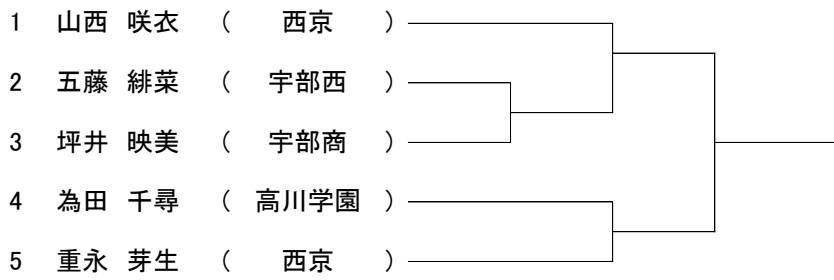 1 山西 咲衣 ( 西京 )
2 五藤 緋菜 ( 宇部西 )
3 坪井 映美 ( 宇部商 )
4 為田 千尋 ( 高川学園 )
5 重永 芽生 ( 西京 )